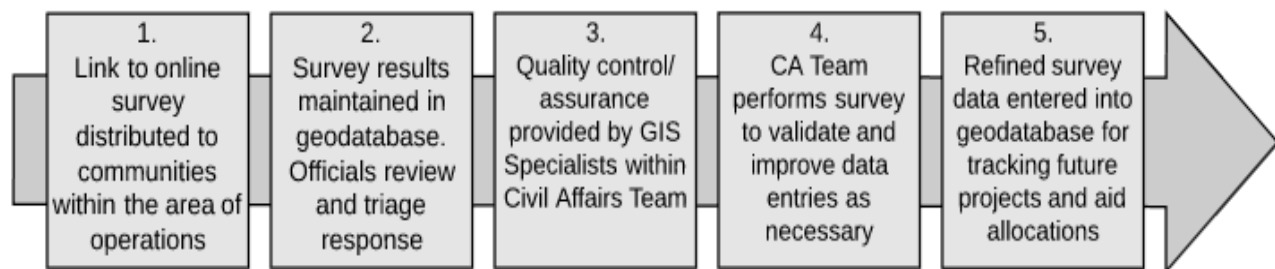 1.
Link to online
survey
distributed to
communities
within the area of
operations
2.
Survey results
maintained in
geodatabase.
Officials review
and triage
response
3.
Quality control/
assurance
provided by GIS
Specialists within
Civil Affairs Team
4.
CA Team
performs survey
to validate and
improve data
entries as
necessary
5.
Refined survey
data entered into
geodatabase for
tracking future
projects and aid
allocations